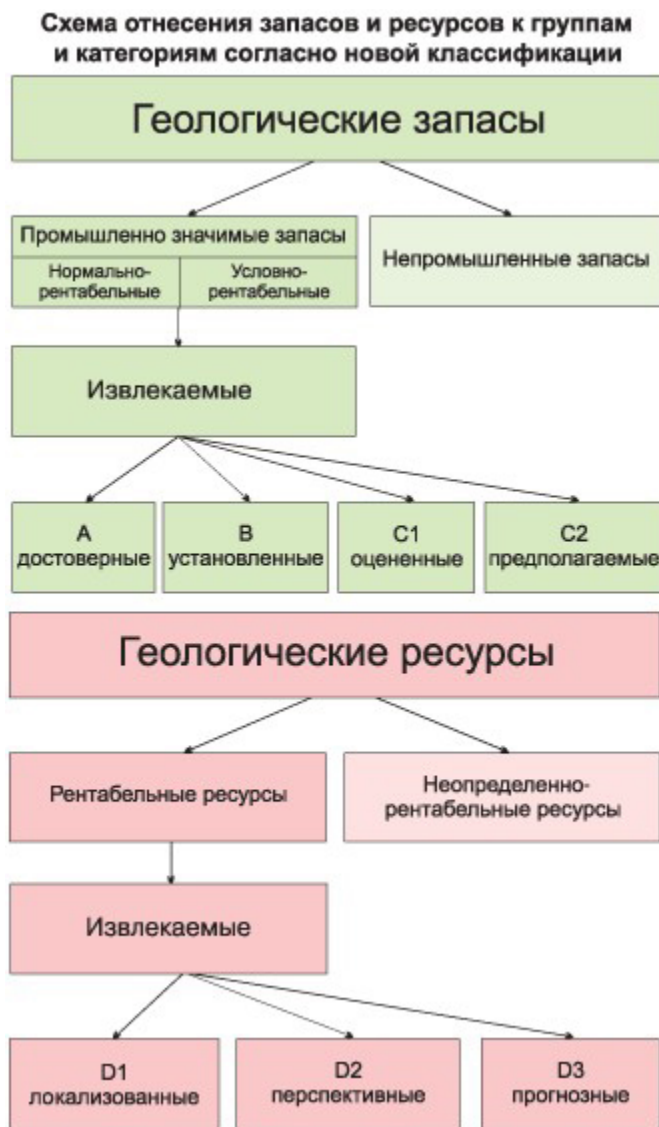 Схема отнесения запасов и ресурсов к группам
и категориям согласно новой классификации
Геологические запасы
Промышленно значимые запасы
Нормально-
рентабельные
Условно-
рентабельные
Непромышленные запасы
Извлекаемые
A
достоверные
B
установленные
C1
оцененные
C2
предполагаемые
Геологические ресурсы
Рентабельные ресурсы
Неопределенно-
рентабельные ресурсы
Извлекаемые
D1
локализованные
D2
перспективные
D3
прогнозные